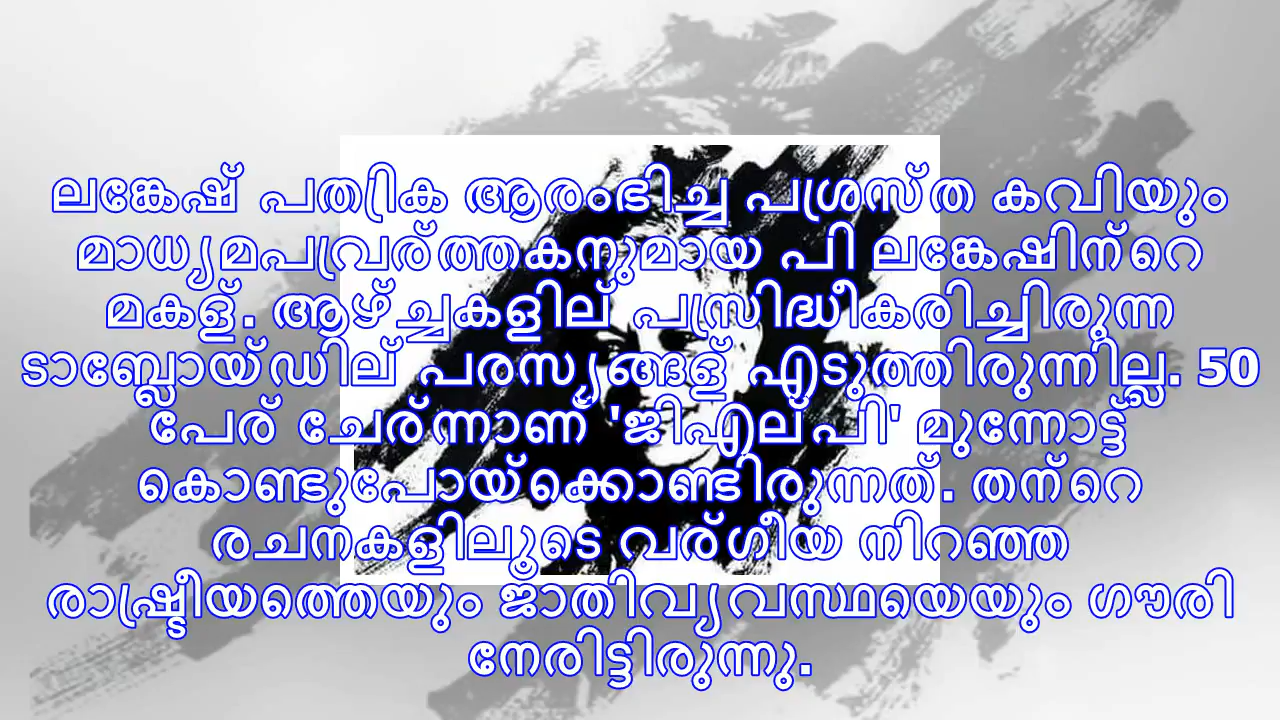 ലങ്കേഷ് പത്രിക ആരംഭിച്ച പ്രശസ്ത കവിയും
മാധ്യമപ്രവര്ത്തകനുമായ പി ലങ്കേഷിന്റെ
മകള്. ആഴ്ച്ചകളില് പ്രസിദ്ധീകരിച്ചിരുന്ന
ടാബ്ലോയ്ഡില് പരസ്യങ്ങള് എടുത്തിരുന്നില്ല. 50
പേര് ചേര്ന്നാണ് 'ജിഎല്പി' മുന്നോട്ട്
കൊണ്ടുപോയ്ക്കൊണ്ടിരുന്നത്. തന്റെ
രചനകളിലൂടെ വര്ഗീയ നിറഞ്ഞ
രാഷ്ട്രീയത്തെയും ജാതിവ്യവസ്ഥയെയും ഗൗരി
നേരിട്ടിരുന്നു.